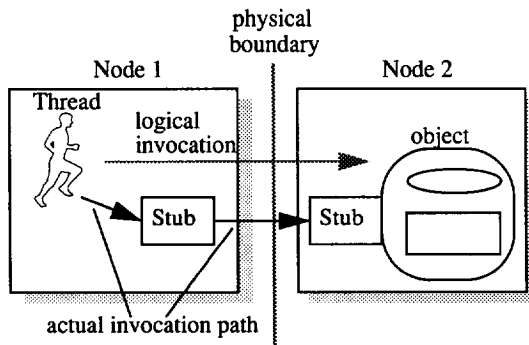 physical
boundary
Node 1
Node 2
Thread
logical
invocation
object
Stub
Stub
actual invocation path